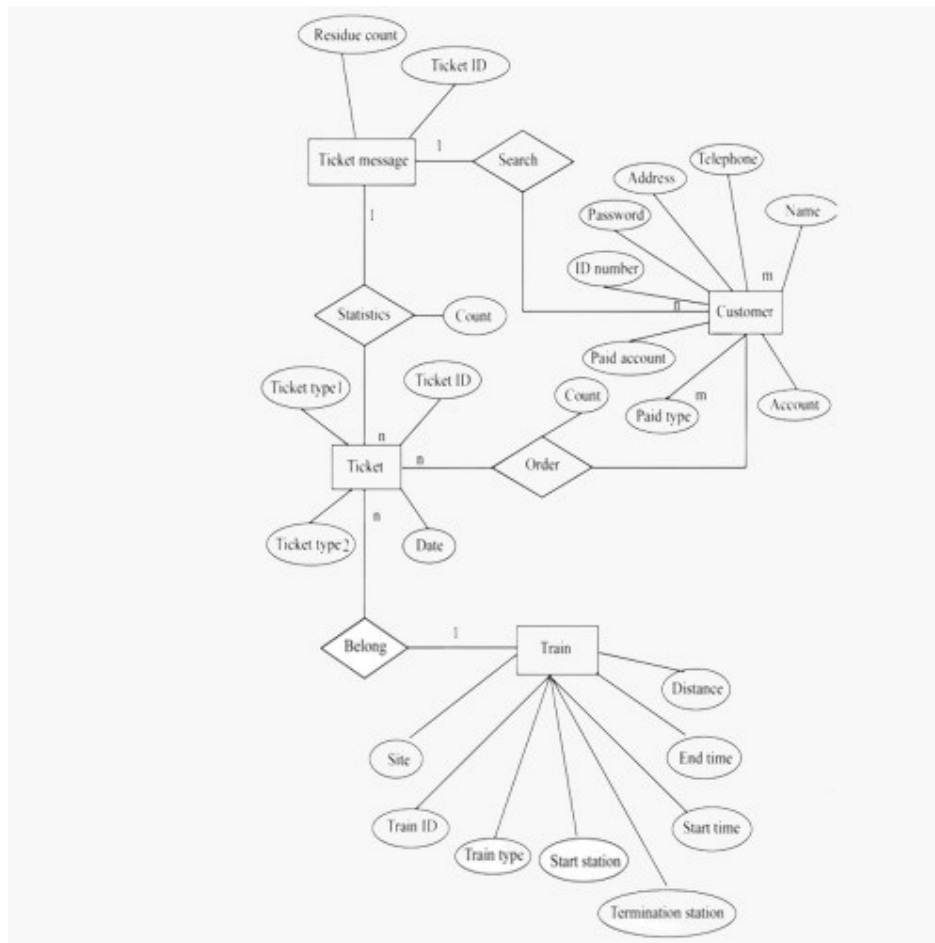 Residue count
Ticket ID
Ticket message
1
Search
Telephone
Address
Name
Password
ID number
m
1
n
Customer
Statistics
Count
Paid account
Ticket type1
Ticket ID
Count
m
Account
Paid type
n
Ticket
n
Order
n
Ticket type2
Date
Belong
1
Train
Distance
Site
End time
Train ID
Start time
Train type
Start station
Termination station